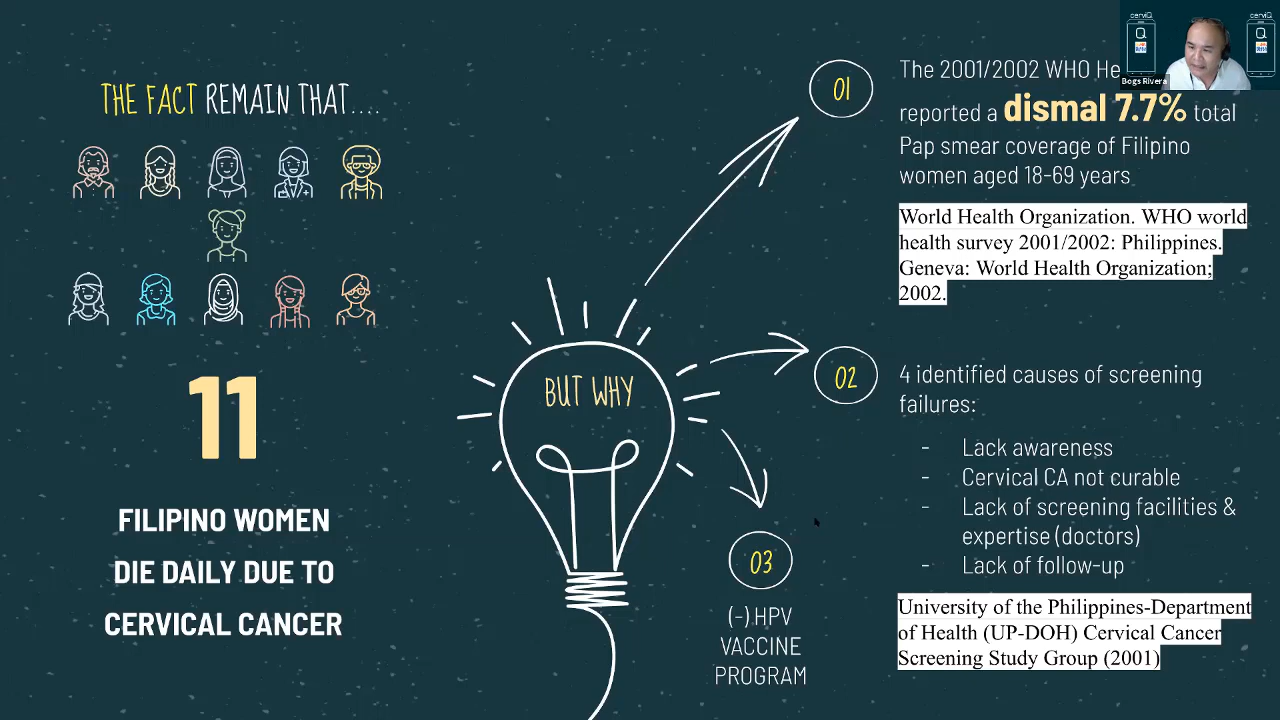 THE FACT REMAIN THAT....
11
FILIPINO WOMEN
DIE DAILY DUE TO
CERVICAL CANCER
BUT WHY
01
The 2001/2002 WHO He
reported a dismal 7.7% total
Pap smear coverage of Filipino
women aged 18-69 years
World Health Organization. WHO world
health survey 2001/2002: Philippines.
Geneva: World Health Organization;
2002.
02
4 identified causes of screening
failures:
- Lack awareness
- Cervical CA not curable
- Lack of screening facilities &
expertise (doctors)
- Lack of follow-up
University of the Philippines-Department
of Health (UP-DOH) Cervical Cancer
Screening Study Group (2001)
03
(-) HPV
VACCINE
PROGRAM
cerviQ
Q
cerviQ
Q
Bogs Rivera